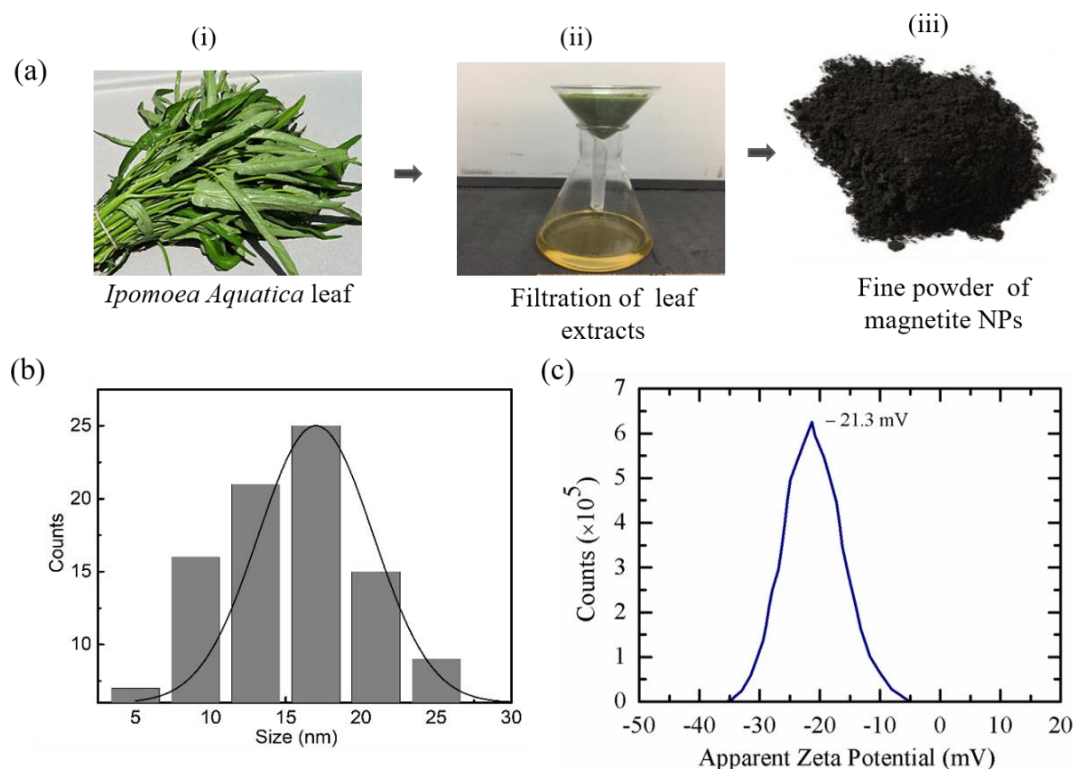 (i)
(ii)
(iii)
(a)
Ipomoea Aquatica leaf
Filtration of leaf
extracts
Fine powder of
magnetite NPs
(b)
Counts
25
20
15
10
5
10
15
20
25
30
Size (nm)
(c)
Counts (×10⁵)
7
6
5
4
3
2
1
0
– 21.3 mV
-50
-40
-30
-20
-10
0
10
20
Apparent Zeta Potential (mV)